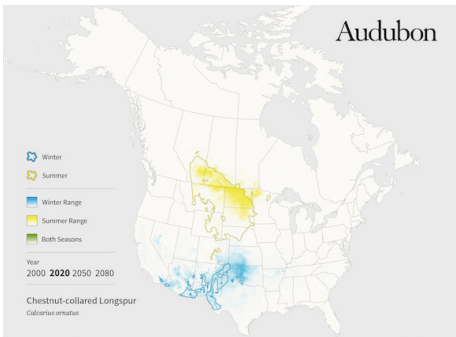 Audubon
Winter
Summer
Winter Range
Summer Range
Both Seasons
Year
2000 2020 2050 2080
Chestnut-collared Longspur
Calcarius ornatus